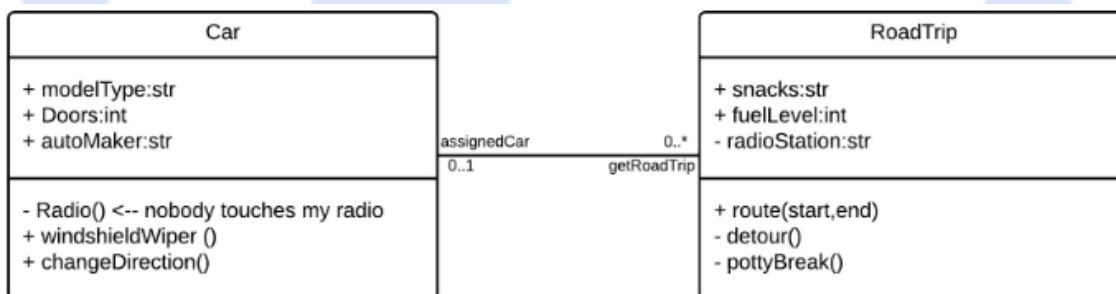 Car
+ modelType:str
+ Doors:int
+ autoMaker:str
- Radio() <-- nobody touches my radio
+ windshieldWiper ()
+ changeDirection()
assignedCar
0..1
0..*
getRoadTrip
RoadTrip
+ snacks:str
+ fuelLevel:int
- radioStation:str
+ route(start,end)
- detour()
- pottyBreak()